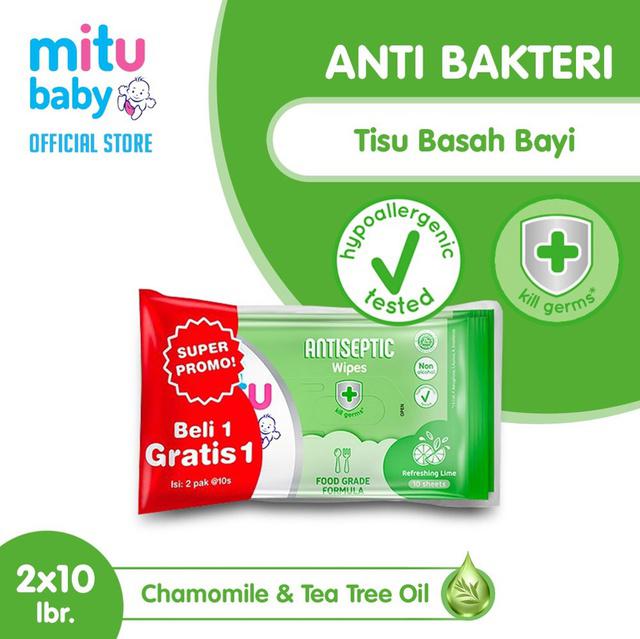 mitu
baby
OFFICIAL STORE
ANTI BAKTERI
Tisu Basah Bayi
hypoallergenic
tested
kill germs*
SUPER
PROMO!
Beli 1
Gratis 1
Isi: 2 pak @10s
ANTISEPTIC
Wipes
kill germs*
FOOD GRADE
FORMULA
Non
alcohol
OPEN
Refreshing Lime
10 sheets
2x10
lbr.
Chamomile & Tea Tree Oil